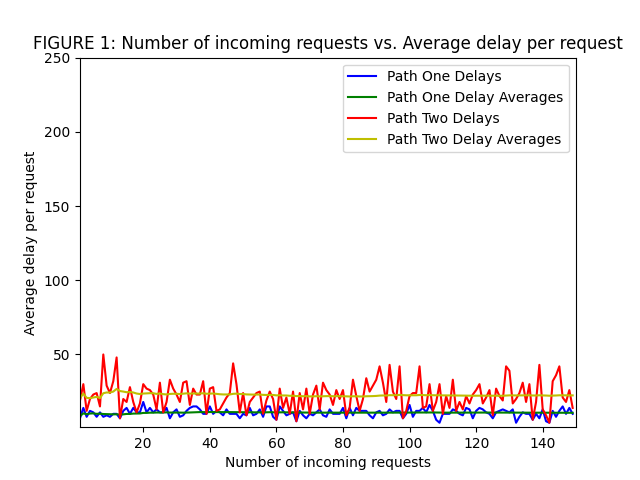 FIGURE 1: Number of incoming requests vs. Average delay per request
250
200
150
100
50
Average delay per request
Path One Delays
Path One Delay Averages
Path Two Delays
Path Two Delay Averages
20 40 60 80 100 120 140
Number of incoming requests